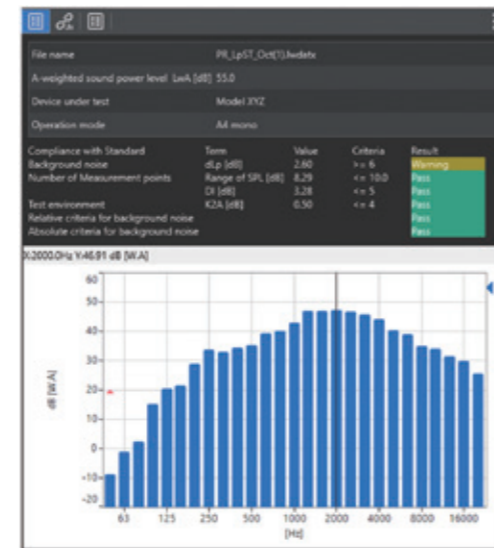 File name PR_LpST_Oct(1).lwdatx
A-weighted sound power level LwA [dB] 55.0
Device under test Model XYZ
Operation mode A4 mono
Compliance with Standard Term Value Criteria Result
Background noise dLp [dB] 2.60 >= 6 Warning
Number of Measurement points Range of SPL [dB] 8.29 <= 10.0 Pass
DI [dB] 3.28 <= 5 Pass
Test environment K2A [dB] 0.50 <= 4 Pass
Relative criteria for background noise Pass
Absolute criteria for background noise Pass
X:2000.0Hz Y:46.91 dB [W.A]
60
50
40
30
20
10
0
-10
-20
dB [W.A]
63 125 250 500 1000 2000 4000 8000 16000
[Hz]